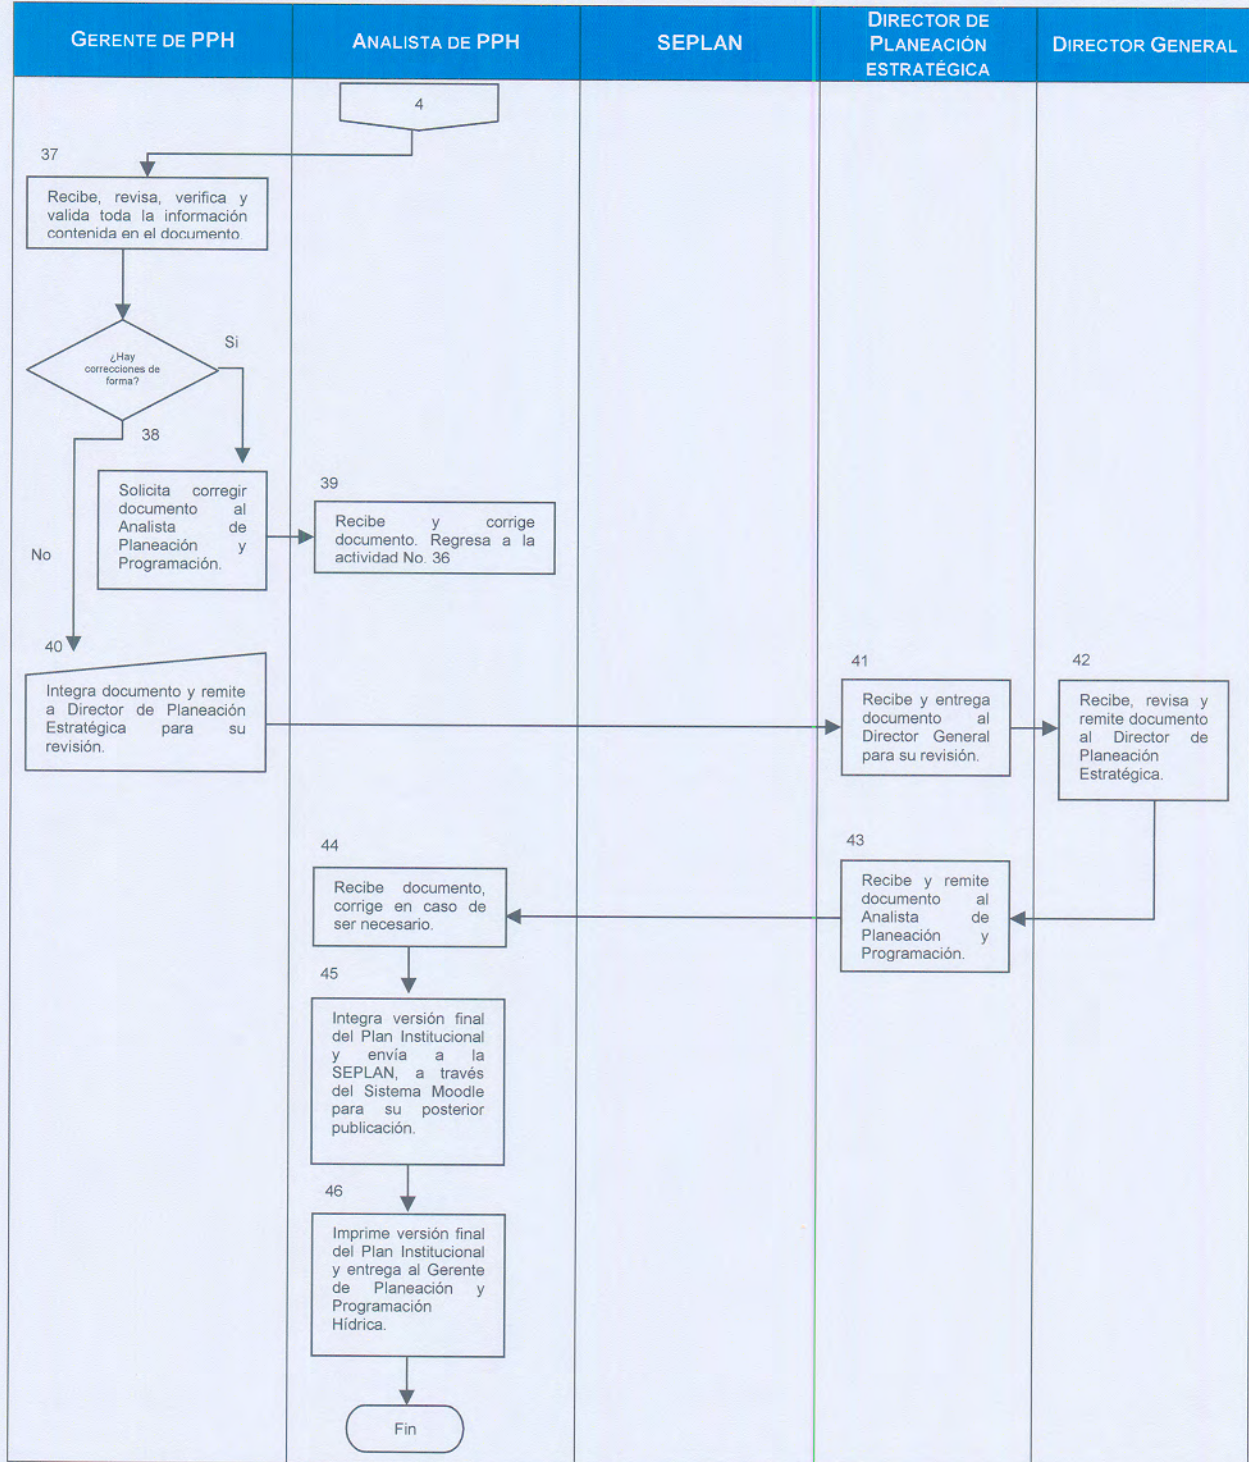 GERENTE DE PPH
ANALISTA DE PPH
SEPLAN
DIRECTOR DE
PLANEACIÓN
ESTRATÉGICA
DIRECTOR GENERAL
4
37
Recibe, revisa, verifica y
valida toda la información
contenida en el documento.
¿Hay
correcciones de
forma?
Si
38
Solicita corregir
documento al
Analista de
Planeación y
Programación.
39
Recibe y corrige
documento. Regresa a la
actividad No. 36
No
40
Integra documento y remite
a Director de Planeación
Estratégica para su
revisión.
41
Recibe y entrega
documento al
Director General
para su revisión.
42
Recibe, revisa y
remite documento
al Director de
Planeación
Estratégica.
43
Recibe y remite
documento al
Analista de
Planeación y
Programación.
44
Recibe documento,
corrige en caso de
ser necesario.
45
Integra versión final
del Plan Institucional
y envía a la
SEPLAN, a través
del Sistema Moodle
para su posterior
publicación.
46
Imprime versión final
del Plan Institucional
y entrega al Gerente
de Planeación y
Programación
Hídrica.
Fin